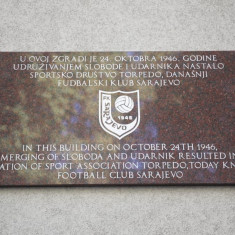 U OVOJ ZGRADI JE 24. OKTOBRA 1946. GODINE
UDRUŽIVANJEM SLOBODE I UDARNIKA NASTALO
SPORTSKO DRUŠTVO TORPEDO, DANAŠNJI
FUDBALSKI KLUB SARAJEVO
F.K. SARAJEVO
1946
IN THIS BUILDING ON OCTOBER 24TH 1946,
MERGING OF SLOBODA AND UDARNIK RESULTED IN
ATION OF SPORT ASSOCIATION TORPEDO, TODAY KN
FOOTBALL CLUB SARAJEVO